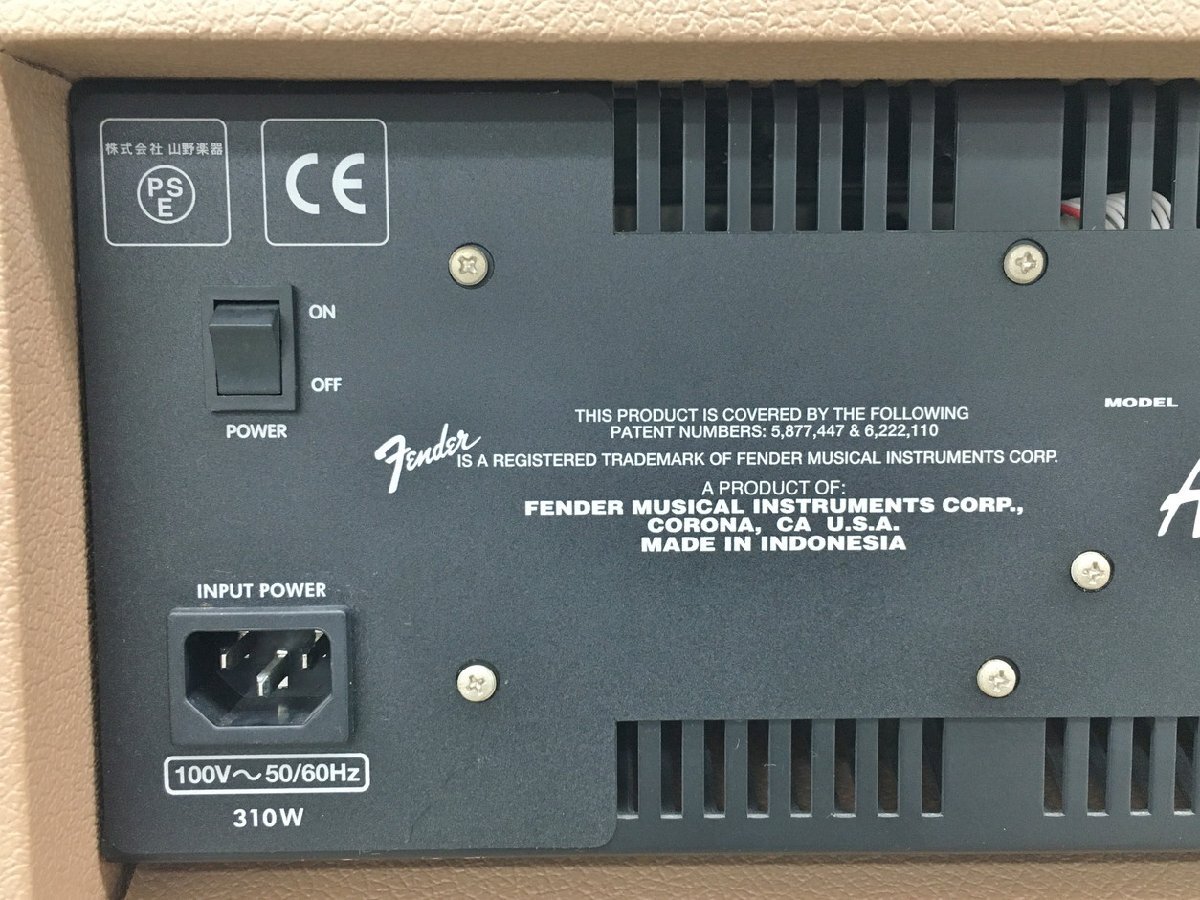 株式会社 山野楽器
PS
E
CE
ON
OFF
POWER
THIS PRODUCT IS COVERED BY THE FOLLOWING
PATENT NUMBERS: 5,877,447 & 6,222,110
Fender IS A REGISTERED TRADEMARK OF FENDER MUSICAL INSTRUMENTS CORP.
A PRODUCT OF:
FENDER MUSICAL INSTRUMENTS CORP.,
CORONA, CA U.S.A.
MADE IN INDONESIA
MODEL
INPUT POWER
100V～50/60Hz
310W